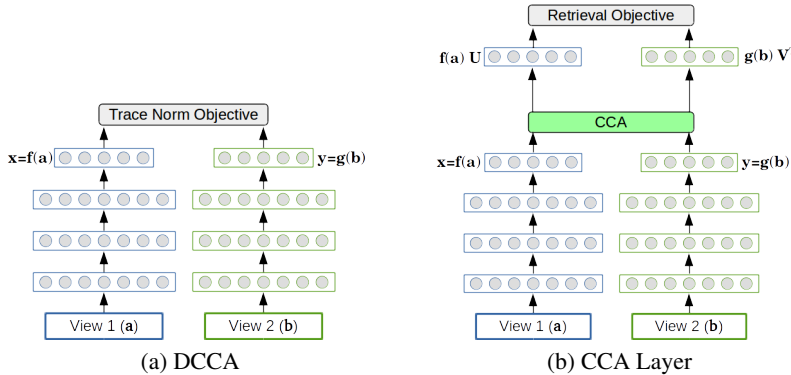 Trace Norm Objective
x=f(a)
y=g(b)
View 1 (a)
View 2 (b)
(a) DCCA
Retrieval Objective
f(a) U
g(b) V
CCA
x=f(a)
y=g(b)
View 1 (a)
View 2 (b)
(b) CCA Layer